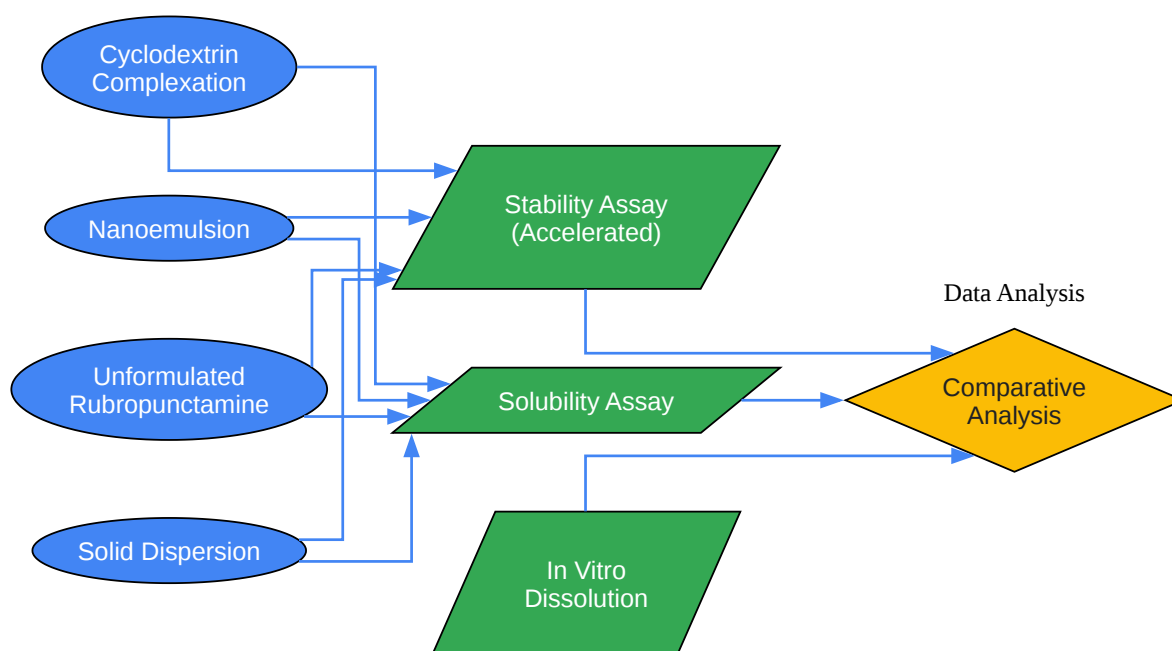 Cyclodextrin
Complexation
Stability Assay
(Accelerated)
Nanoemulsion
Data Analysis
Unformulated
Rubropunctamine
Solubility Assay
Comparative
Analysis
Solid Dispersion
In Vitro
Dissolution